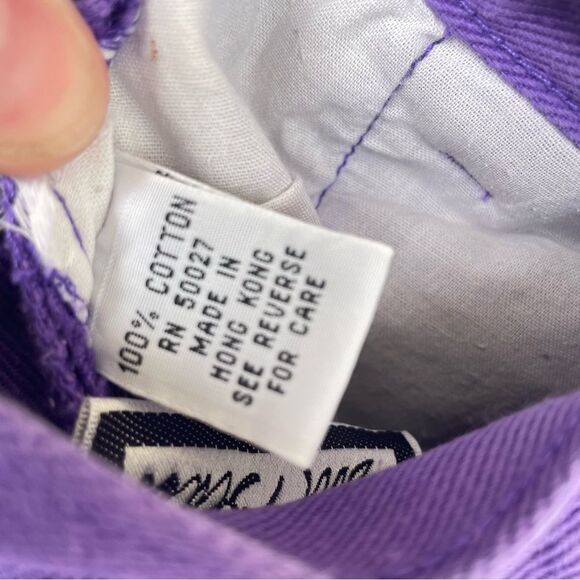 100% COTTON
RN 50027
MADE IN
HONG KONG
SEE REVERSE
FOR CARE